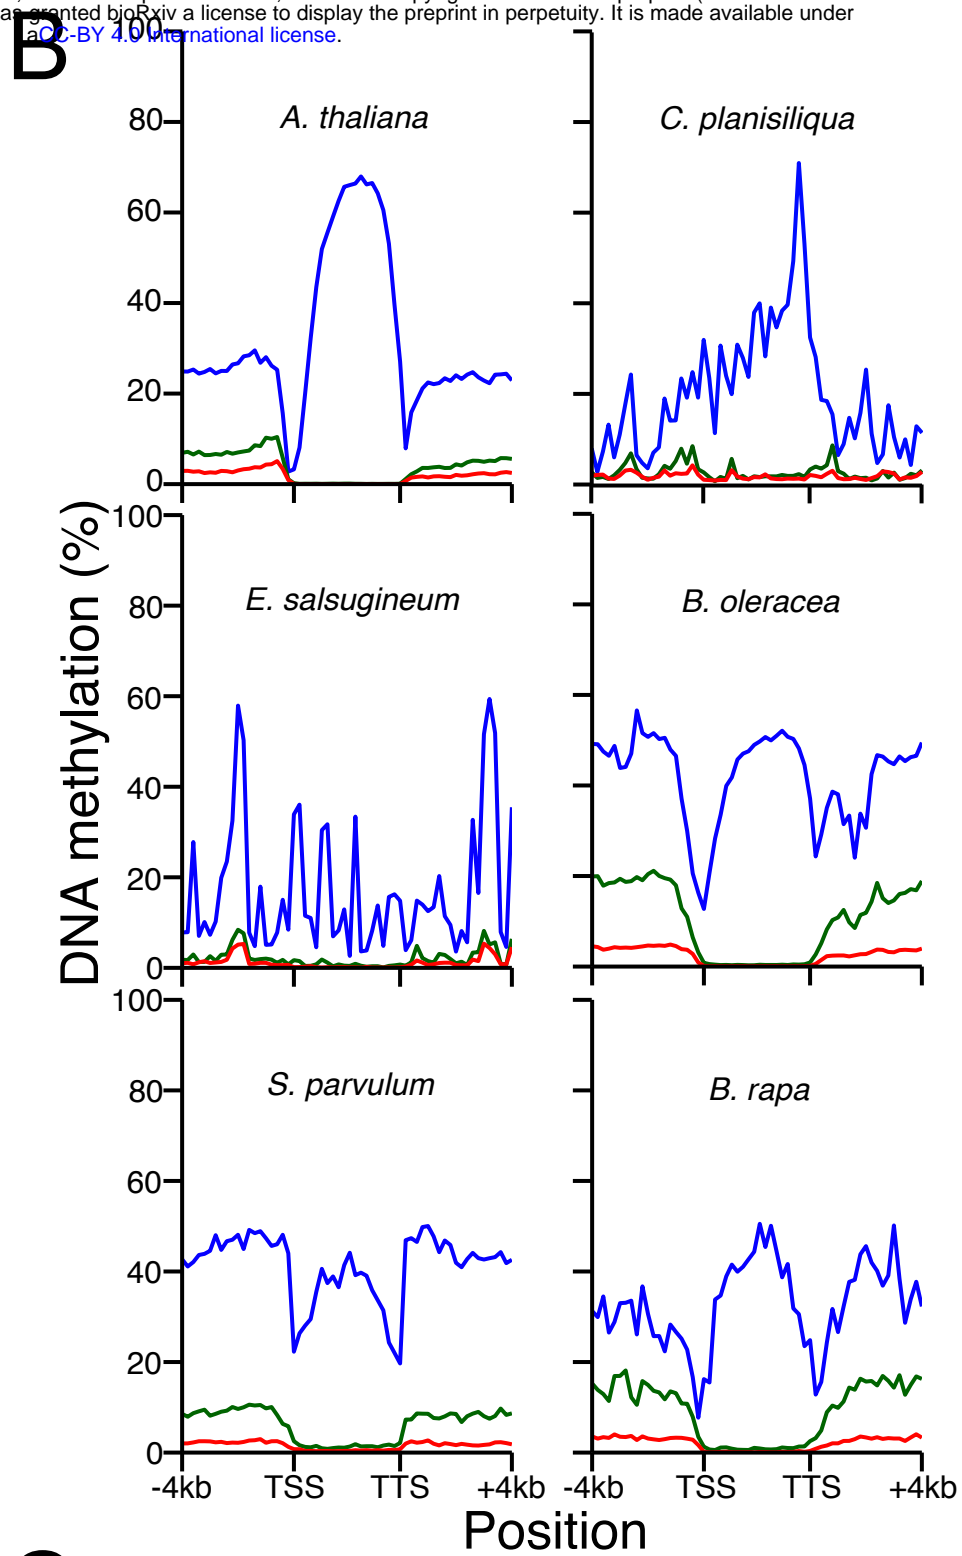 as granted bioRxiv a license to display the preprint in perpetuity. It is made available under
aCC-BY 4.0 International license.
B
100
80
60
40
20
0
A. thaliana
C. planisiliqua
DNA methylation (%)
100
80
60
40
20
0
E. salsugineum
B. oleracea
100
80
60
40
20
0
S. parvulum
B. rapa
-4kb TSS TTS +4kb -4kb TSS TTS +4kb
Position